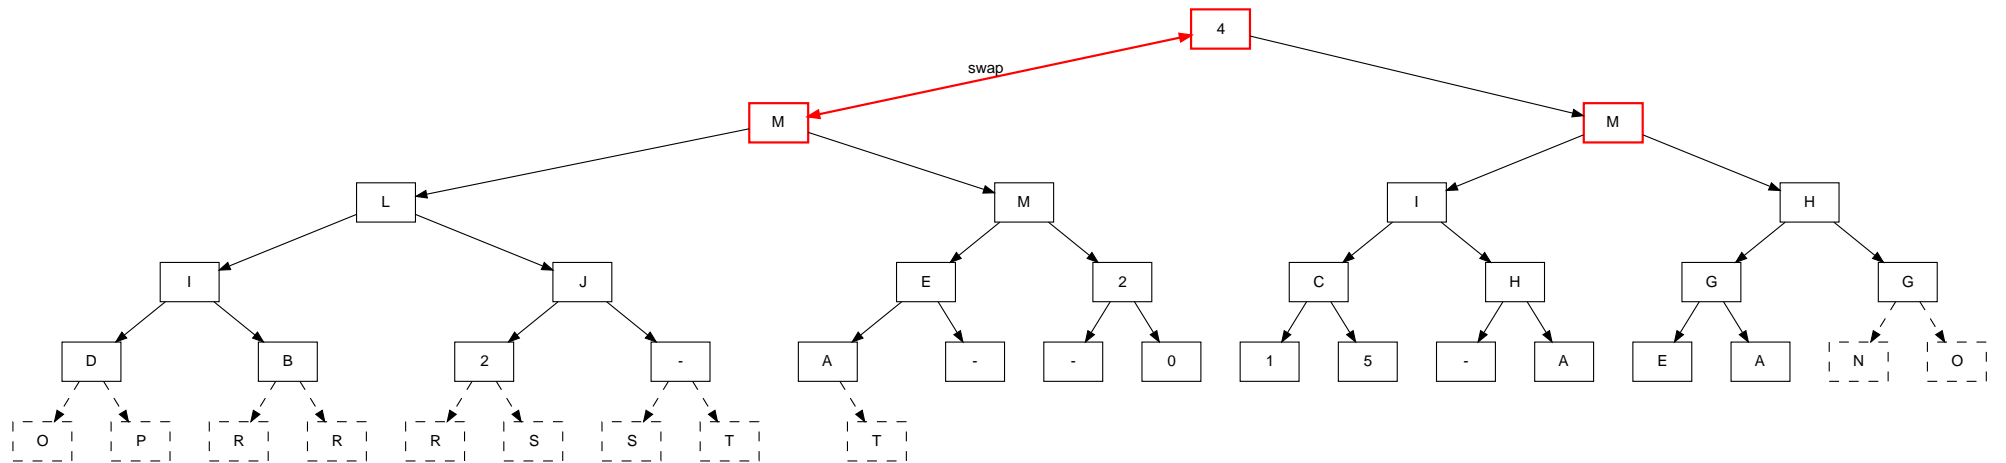 4
swap
M M
L M I H
I J E 2 C H G G
D B 2 - A - - 0 1 5 - A E A N O
O P R R R S S T T